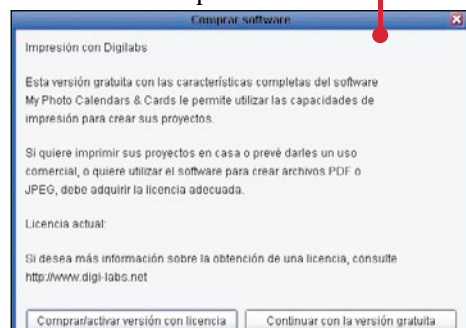 Comprar software
Impresión con Digilabs
Esta versión gratuita con las características completas del software
My Photo Calendars & Cards le permite utilizar las capacidades de
impresión para crear sus proyectos.
Si quiere imprimir sus proyectos en casa o prevé darles un uso
comercial, o quiere utilizar el software para crear archivos PDF o
JPEG, debe adquirir la licencia adecuada.
Licencia actual:
Si desea más información sobre la obtención de una licencia, consulte
http://www.digi-labs.net
Comprar/activar versión con licencia
Continuar con la versión gratuita